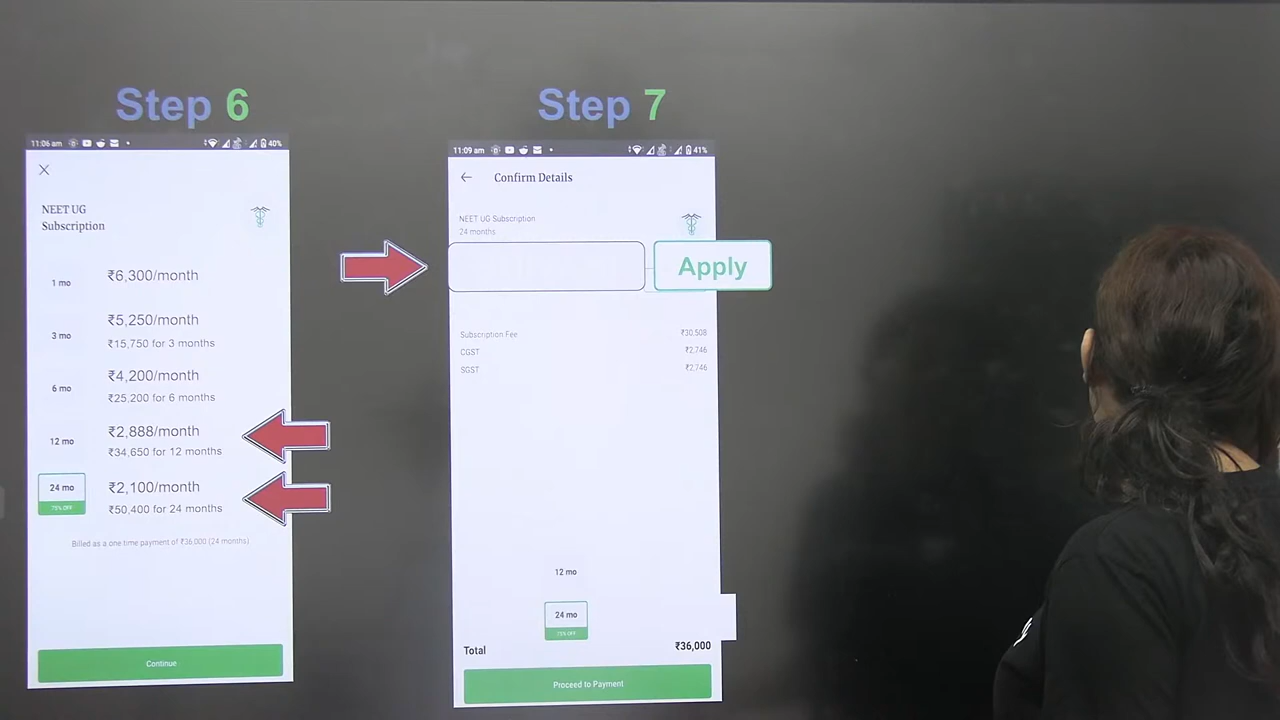 Step 6
11:06 am
40%
NEET UG
Subscription
1 mo
₹6,300/month
3 mo
₹5,250/month
₹15,750 for 3 months
6 mo
₹4,200/month
₹25,200 for 6 months
12 mo
₹2,888/month
₹34,650 for 12 months
24 mo
75% OFF
₹2,100/month
₹50,400 for 24 months
Billed as a one time payment of ₹36,000 (24 months)
Continue
Step 7
11:09 am
41%
Confirm Details
NEET UG Subscription
24 months
Apply
Subscription Fee ₹30,508
CGST ₹2,746
SGST ₹2,746
12 mo
24 mo
75% OFF
Total ₹36,000
Proceed to Payment